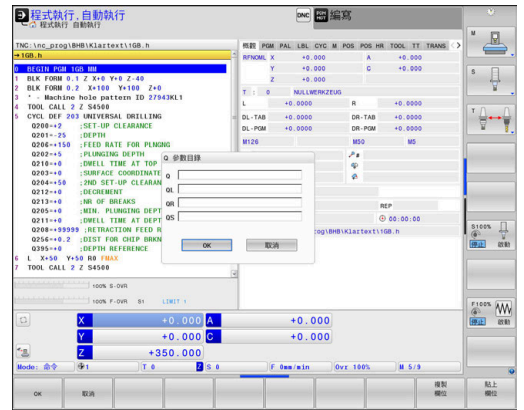 程式執行,自動執行
程式執行 自動執行
DNC
編寫
TNC:\nc_prog\BHB\Klartext\1GB.h
→1GB.h
0 BEGIN PGM 1GB MM
1 BLK FORM 0.1 Z X+0 Y+0 Z-40
2 BLK FORM 0.2 X+100 Y+100 Z+0
3 * - Machine hole pattern ID 27943KL1
4 TOOL CALL 2 Z S4500
5 CYCL DEF 203 UNIVERSAL DRILLING
Q200=+2 ;SET-UP CLEARANCE
Q201=-25 ;DEPTH
Q206=+150 ;FEED RATE FOR PLNGNG
Q202=+5 ;PLUNGING DEPTH
Q210=+0 ;DWELL TIME AT TOP
Q203=+0 ;SURFACE COORDINATE
Q204=+50 ;2ND SET-UP CLEARAN
Q212=+0 ;DECREMENT
Q213=+0 ;NR OF BREAKS
Q205=+0 ;MIN. PLUNGING DEPT
Q211=+0 ;DWELL TIME AT DEPT
Q208=+99999 ;RETRACTION FEED R
Q256=+0.2 ;DIST FOR CHIP BRKN
Q395=+0 ;DEPTH REFERENCE
6 L X+50 Y+50 R0 FMAX
7 TOOL CALL 2 Z S4500
概觀 PGM PAL LBL CYC M POS POS HR TOOL TT TRANS
RFNOML X +0.000 A +0.000
Y +0.000 C +0.000
Z +0.000
T : 0 NULLWERKZEUG
L +0.0000 R +0.0000
DL-TAB +0.0000 DR-TAB +0.0000
DL-PGM +0.0000 DR-PGM +0.0000
M126 M50 M5
REP
00:00:00
og\BHB\Klartext\1GB.h
Q 參數目錄
Q
QL
QR
QS
OK 取消
100% S-OVR
100% F-OVR S1 LIMIT 1
X +0.000 A +0.000
Y +0.000 C +0.000
Z +350.000
Mode: 命令 1 T 0 Z S 0 F 0mm/min Ovr 100% M 5/9
M
S
T
S100%
停止 啟動
F100%
停止 啟動
OK 取消 複製欄位 貼上欄位